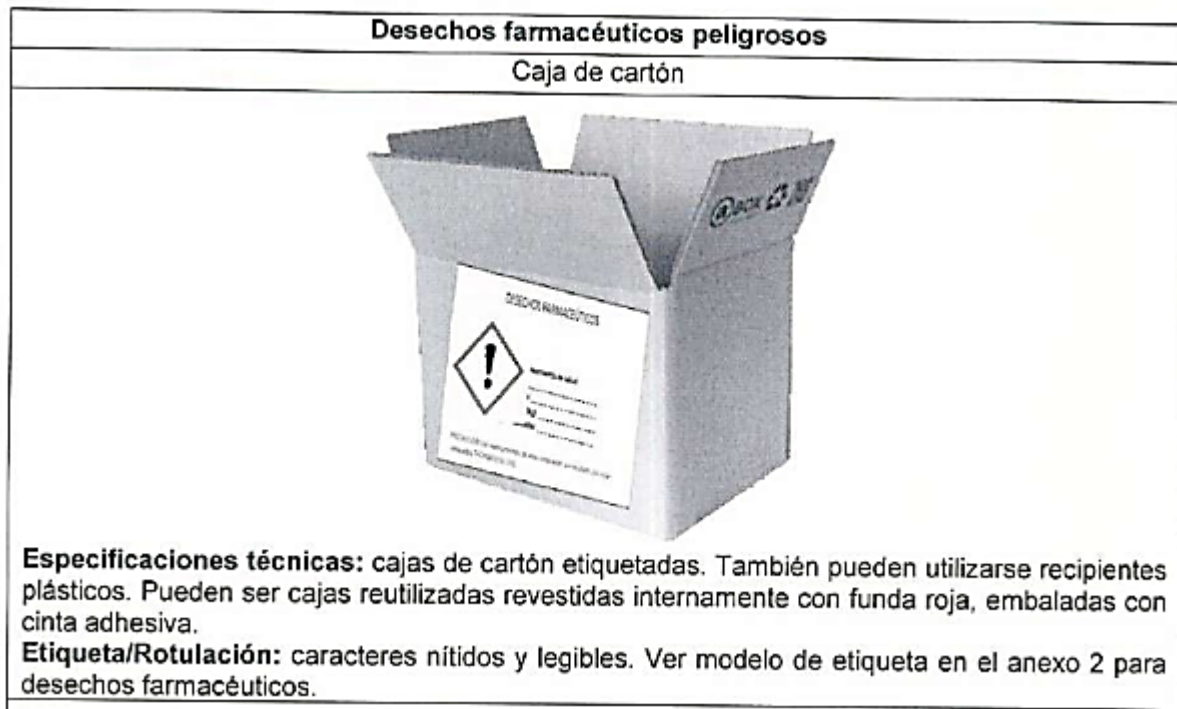 Desechos farmacéuticos peligrosos
Caja de cartón
BOX
DESECHOS FARMACÉUTICOS
Especificaciones técnicas: cajas de cartón etiquetadas. También pueden utilizarse recipientes
plásticos. Pueden ser cajas reutilizadas revestidas internamente con funda roja, embaladas con
cinta adhesiva.
Etiqueta/Rotulación: caracteres nítidos y legibles. Ver modelo de etiqueta en el anexo 2 para
desechos farmacéuticos.